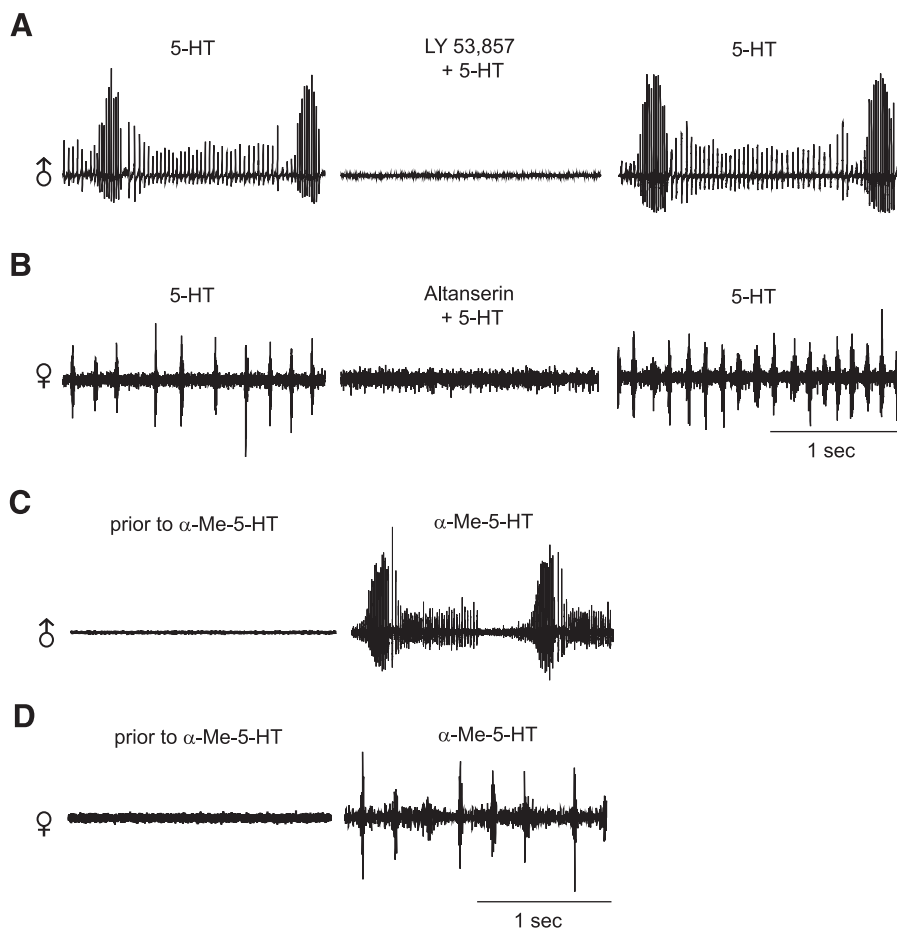 A
5-HT
LY 53,857
+ 5-HT
5-HT
♂
B
5-HT
Altanserin
+ 5-HT
5-HT
♀
1 sec
C
prior to α-Me-5-HT
α-Me-5-HT
♂
D
prior to α-Me-5-HT
α-Me-5-HT
♀
1 sec